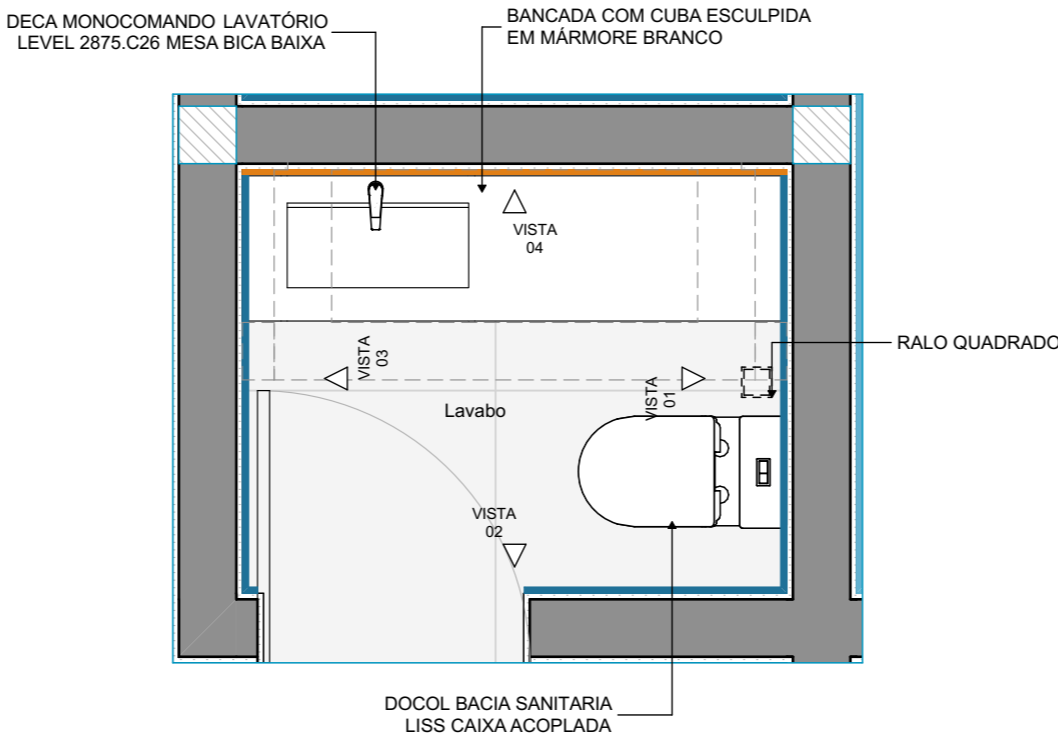 DECA MONOCOMANDO LAVATÓRIO
LEVEL 2875.C26 MESA BICA BAIXA
BANCADA COM CUBA ESCULPIDA
EM MÁRMORE BRANCO
VISTA
04
RALO QUADRADO
VISTA
03
VISTA
01
Lavabo
VISTA
02
DOCOL BACIA SANITARIA
LISS CAIXA ACOPLADA